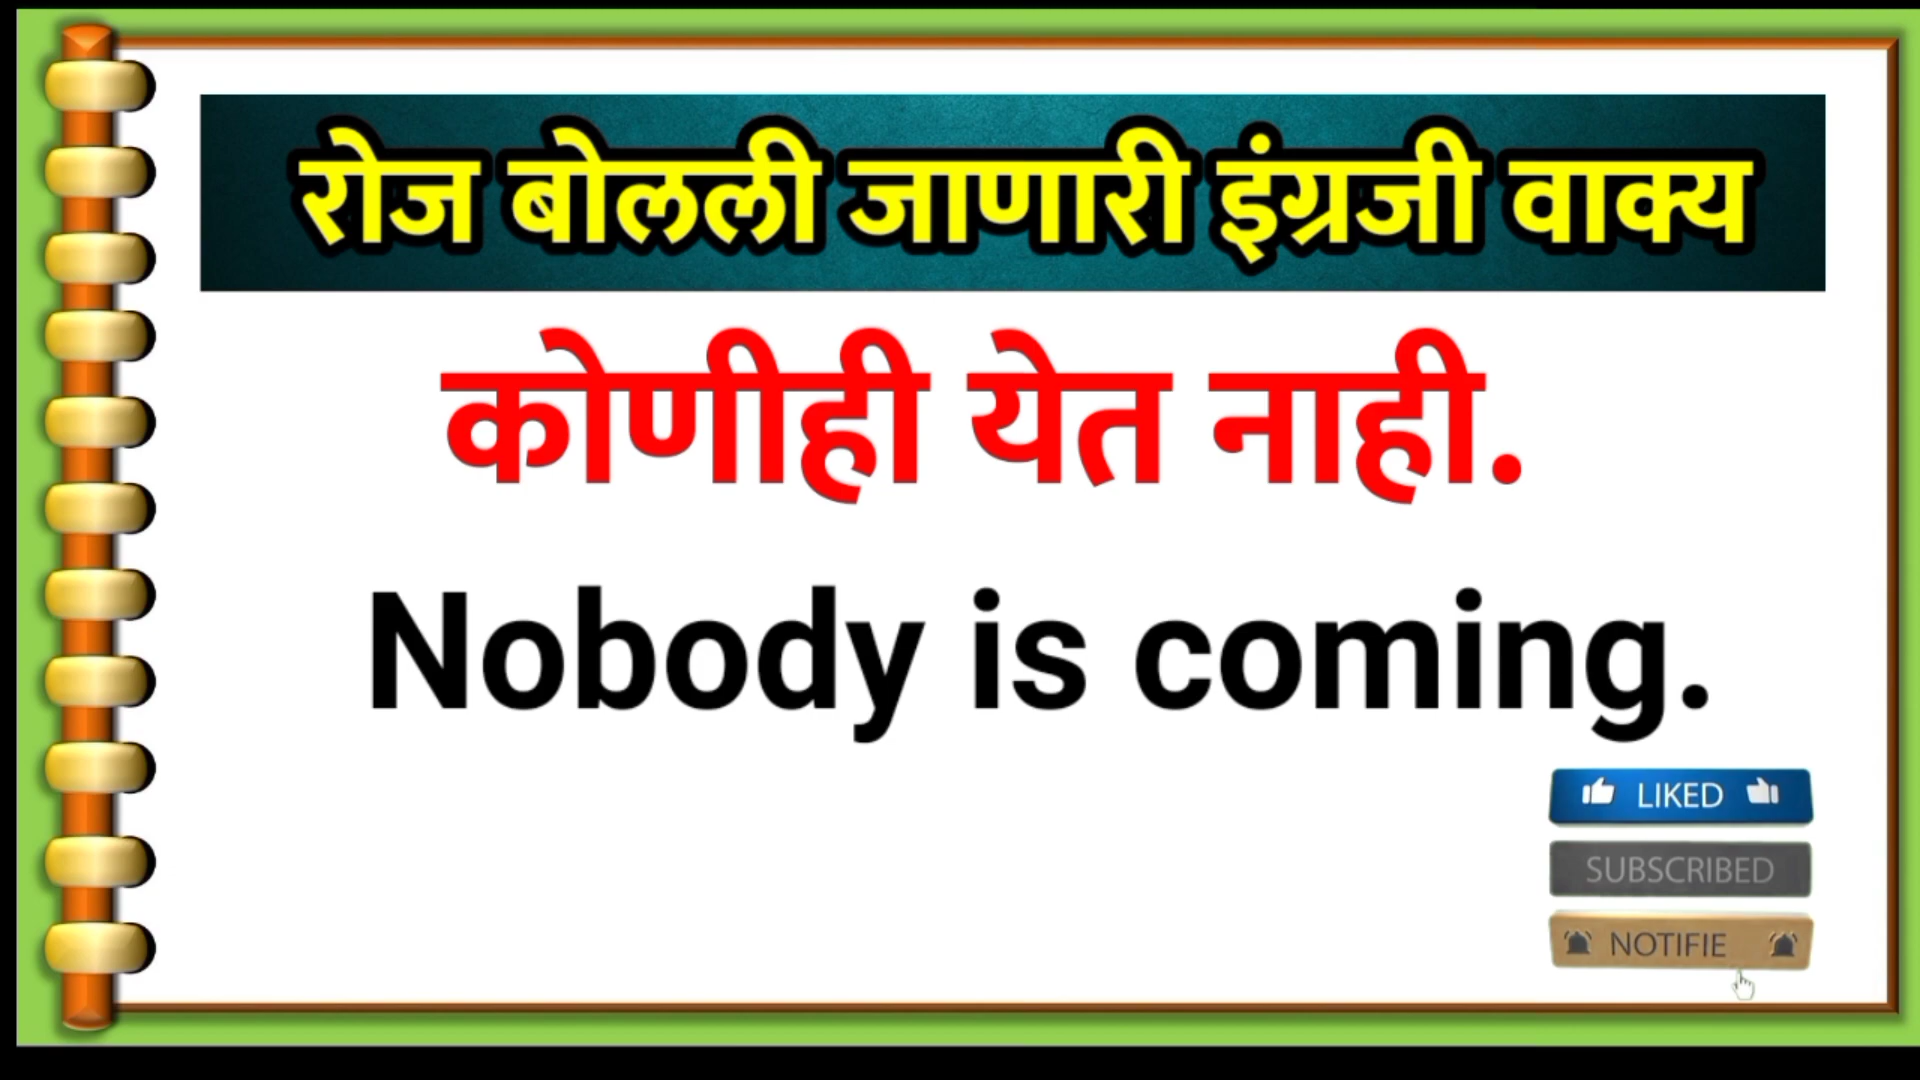 रोज बोलली जाणारी इंग्रजी वाक्य
कोणीही येत नाही.
Nobody is coming.
LIKED
SUBSCRIBED
NOTIFIE